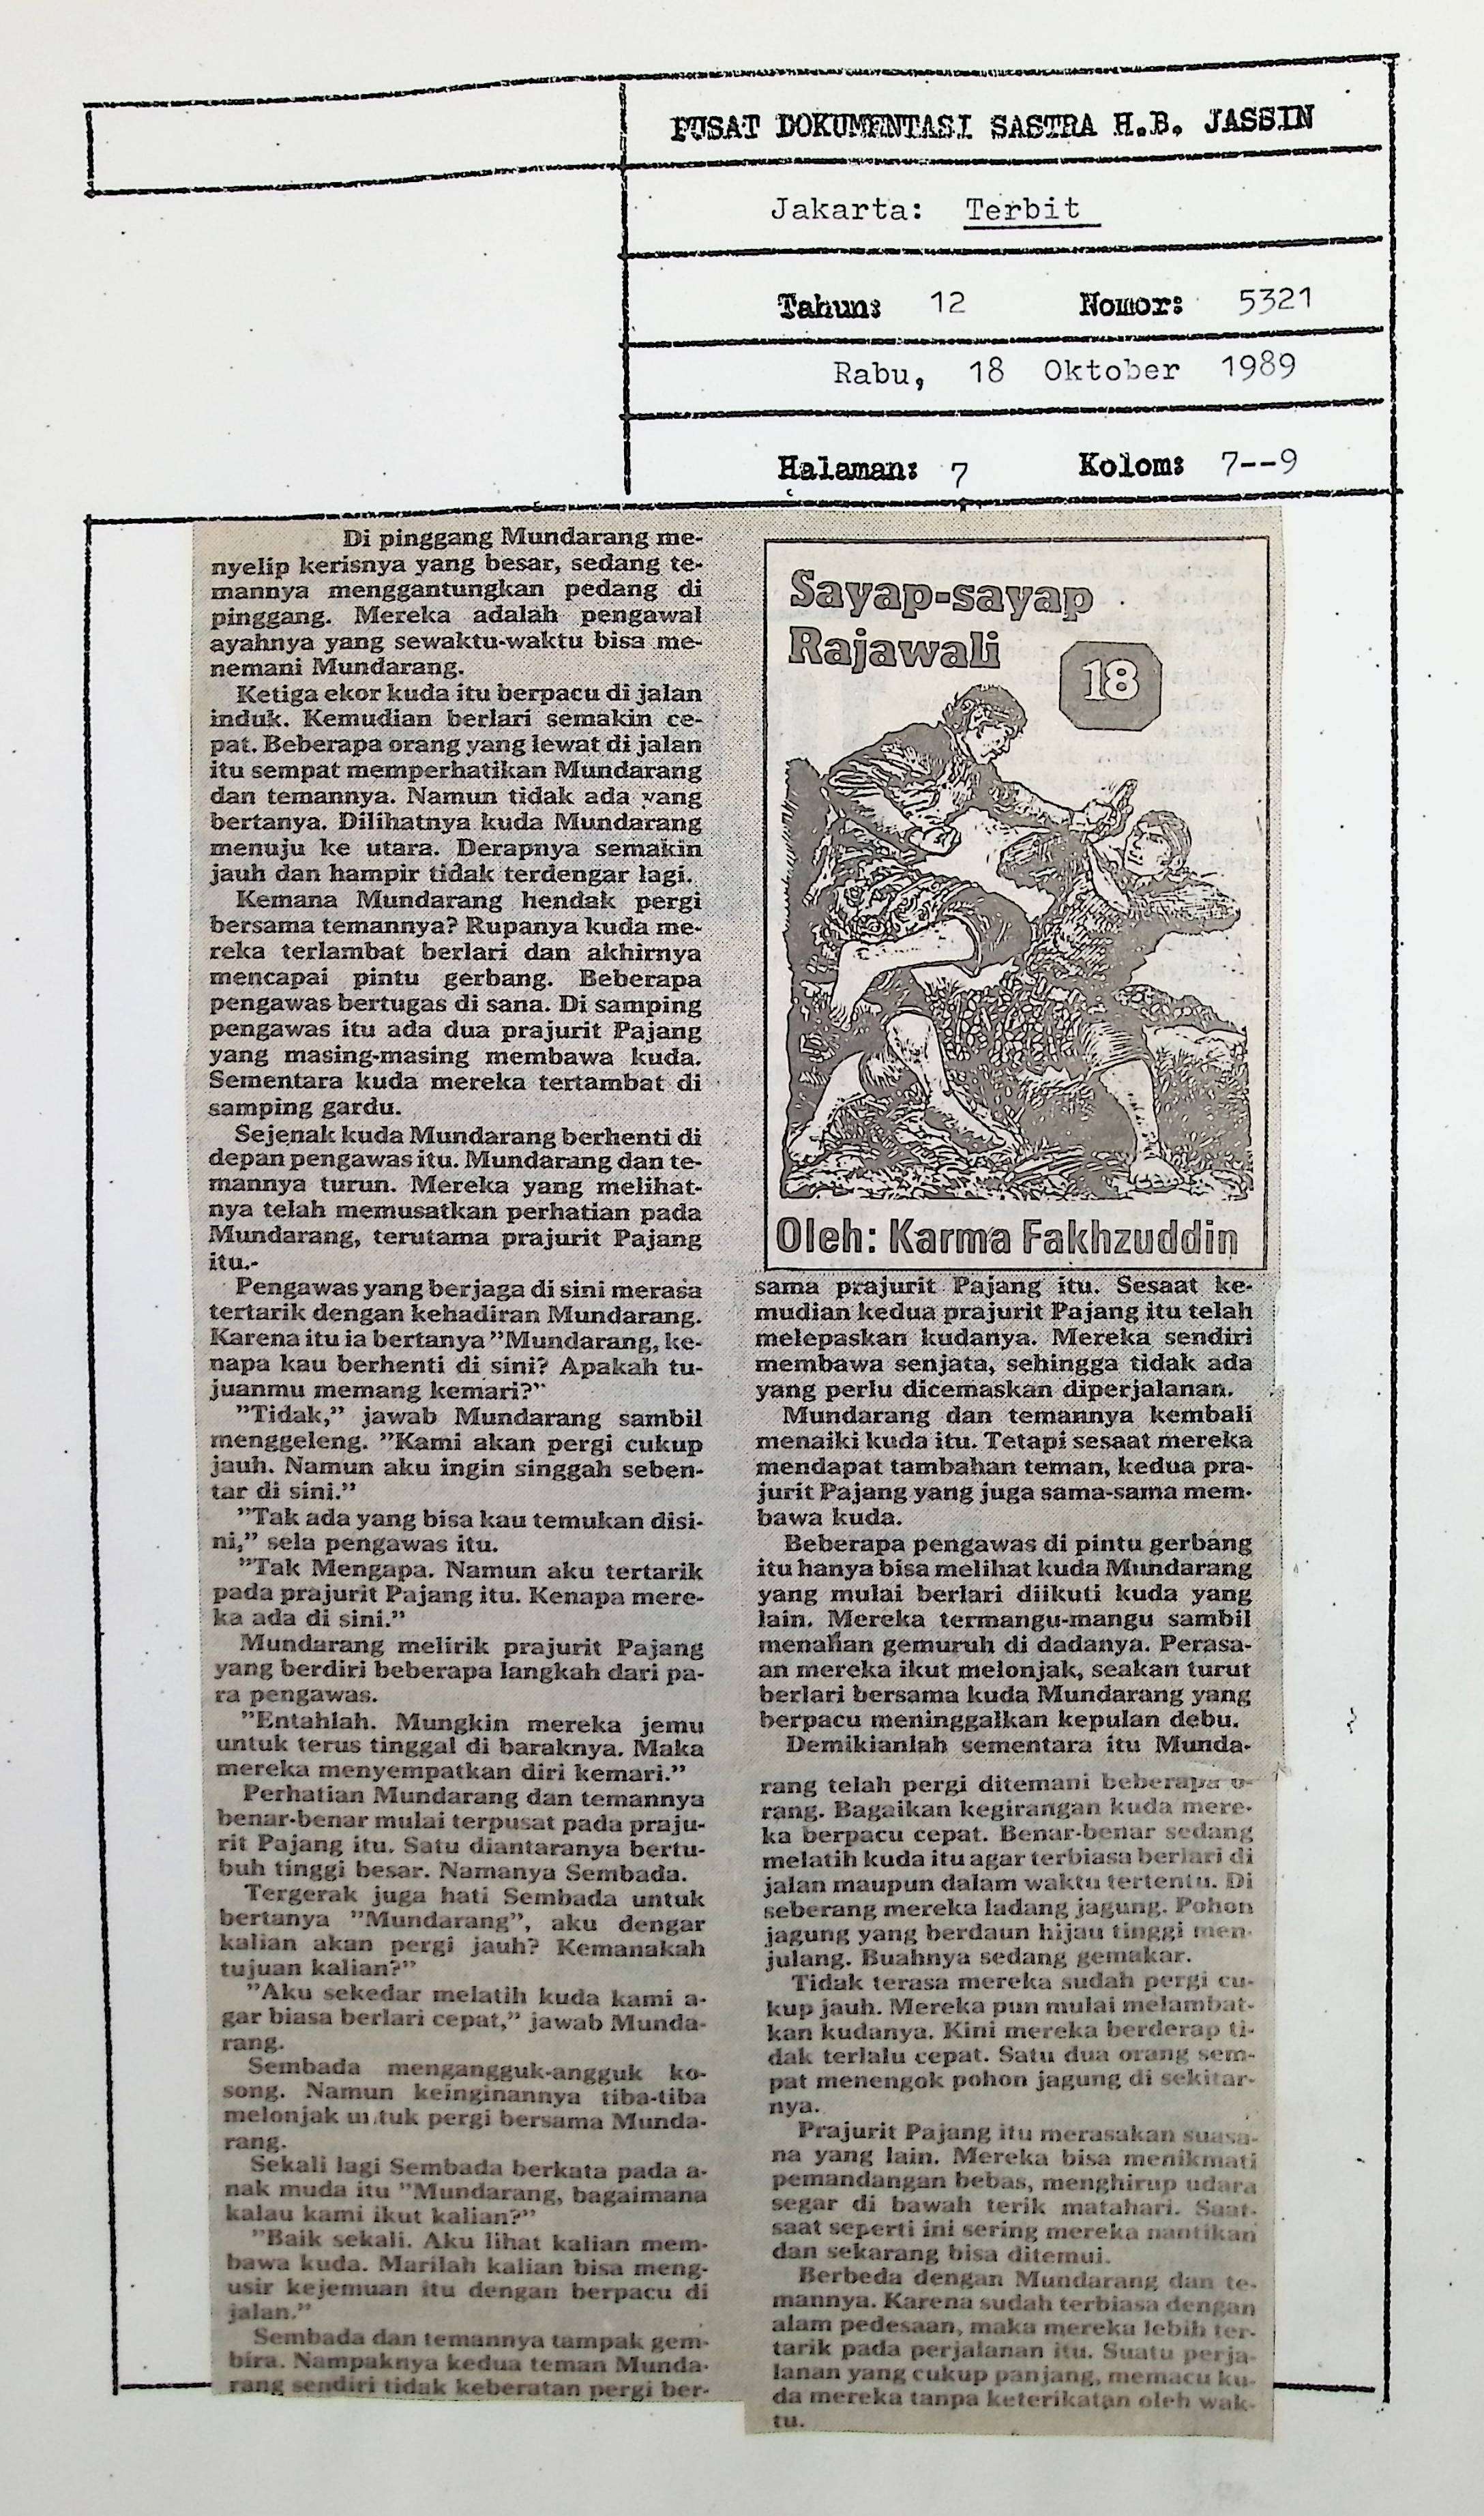 PUSAT DOKUMENTASI SASTRA H.B. JASSIN
Jakarta: Terbit
Tahun: 12 Nomor: 5321
Rabu, 18 Oktober 1989
Halaman: 7 Kolom: 7--9
Di pinggang Mundarang me-
nyelip kerisnya yang besar, sedang te-
mannya menggantungkan pedang di
pinggang. Mereka adalah pengawal
ayahnya yang sewaktu-waktu bisa me-
nemani Mundarang.
Ketiga ekor kuda itu berpacu di jalan
induk. Kemudian berlari semakin ce-
pat. Beberapa orang yang lewat di jalan
itu sempat memperhatikan Mundarang
dan temannya. Namun tidak ada yang
bertanya. Dilihatnya kuda Mundarang
menuju ke utara. Derapnya semakin
jauh dan hampir tidak terdengar lagi.
Kemana Mundarang hendak pergi
bersama temannya? Rupanya kuda me-
reka terlambat berlari dan akhirnya
mencapai pintu gerbang. Beberapa
pengawas bertugas di sana. Di samping
pengawas itu ada dua prajurit Pajang
yang masing-masing membawa kuda.
Sementara kuda mereka tertambat di
samping gardu.
Sejenak kuda Mundarang berhenti di
depan pengawas itu. Mundarang dan te-
mannya turun. Mereka yang melihat-
nya telah memusatkan perhatian pada
Mundarang, terutama prajurit Pajang
itu.-
Pengawas yang berjaga di sini merasa
tertarik dengan kehadiran Mundarang.
Karena itu ia bertanya "Mundarang, ke-
napa kau berhenti di sini? Apakah tu-
juanmu memang kemari?"
"Tidak," jawab Mundarang sambil
menggeleng. "Kami akan pergi cukup
jauh. Namun aku ingin singgah seben-
tar di sini."
"Tak ada yang bisa kau temukan disi-
ni," sela pengawas itu.
"Tak Mengapa. Namun aku tertarik
pada prajurit Pajang itu. Kenapa mere-
ka ada di sini."
Mundarang melirik prajurit Pajang
yang berdiri beberapa langkah dari pa-
ra pengawas.
"Entahlah. Mungkin mereka jemu
untuk terus tinggal di baraknya. Maka
mereka menyempatkan diri kemari."
Perhatian Mundarang dan temannya
benar-benar mulai terpusat pada praju-
rit Pajang itu. Satu diantaranya bertu-
buh tinggi besar. Namanya Sembada.
Tergerak juga hati Sembada untuk
bertanya "Mundarang", aku dengar
kalian akan pergi jauh? Kemanakah
tujuan kalian?"
"Aku sekedar melatih kuda kami a-
gar biasa berlari cepat," jawab Munda-
rang.
Sembada mengangguk-angguk ko-
song. Namun keinginannya tiba-tiba
melonjak untuk pergi bersama Munda-
rang.
Sekali lagi Sembada berkata pada a-
nak muda itu "Mundarang, bagaimana
kalau kami ikut kalian?"
"Baik sekali. Aku lihat kalian mem-
bawa kuda. Marilah kalian bisa meng-
usir kejemuan itu dengan berpacu di
jalan."
Sembada dan temannya tampak gem-
bira. Nampaknya kedua teman Munda-
rang sendiri tidak keberatan pergi ber-
Sayap-sayap
Rajawali
18
Oleh: Karma Fakhzuddin
sama prajurit Pajang itu. Sesaat ke-
mudian kedua prajurit Pajang itu telah
melepaskan kudanya. Mereka sendiri
membawa senjata, sehingga tidak ada
yang perlu dicemaskan diperjalanan.
Mundarang dan temannya kembali
menaiki kuda itu. Tetapi sesaat mereka
mendapat tambahan teman, kedua pra-
jurit Pajang yang juga sama-sama mem-
bawa kuda.
Beberapa pengawas di pintu gerbang
itu hanya bisa melihat kuda Mundarang
yang mulai berlari diikuti kuda yang
lain. Mereka termangu-mangu sambil
menahan gemuruh di dadanya. Perasa-
an mereka ikut melonjak, seakan turut
berlari bersama kuda Mundarang yang
berpacu meninggalkan kepulan debu.
Demikianlah sementara itu Munda-
rang telah pergi ditemani beberapa o-
rang. Bagaikan kegirangan kuda mere-
ka berpacu cepat. Benar-benar sedang
melatih kuda itu agar terbiasa berlari di
jalan maupun dalam waktu tertentu. Di
seberang mereka ladang jagung. Pohon
jagung yang berdaun hijau tinggi men-
julang. Buahnya sedang gemakar.
Tidak terasa mereka sudah pergi cu-
kup jauh. Mereka pun mulai melambat-
kan kudanya. Kini mereka berderap ti-
dak terlalu cepat. Satu dua orang sem-
pat menengok pohon jagung di sekitar-
nya.
Prajurit Pajang itu merasakan suasa-
na yang lain. Mereka bisa menikmati
pemandangan bebas, menghirup udara
segar di bawah terik matahari. Saat-
saat seperti ini sering mereka nantikan
dan sekarang bisa ditemui.
Berbeda dengan Mundarang dan te-
mannya. Karena sudah terbiasa dengan
alam pedesaan, maka mereka lebih ter-
tarik pada perjalanan itu. Suatu perja-
lanan yang cukup panjang, memacu ku-
da mereka tanpa keterikatan oleh wak-
tu.